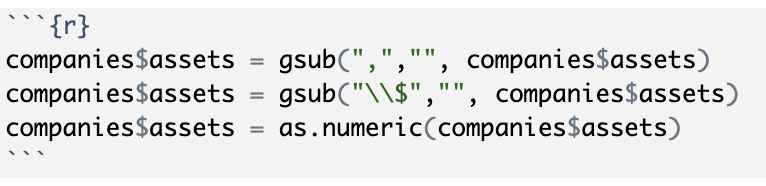 ```{r}
companies$assets = gsub(",","", companies$assets)
companies$assets = gsub("\\$","", companies$assets)
companies$assets = as.numeric(companies$assets)
```